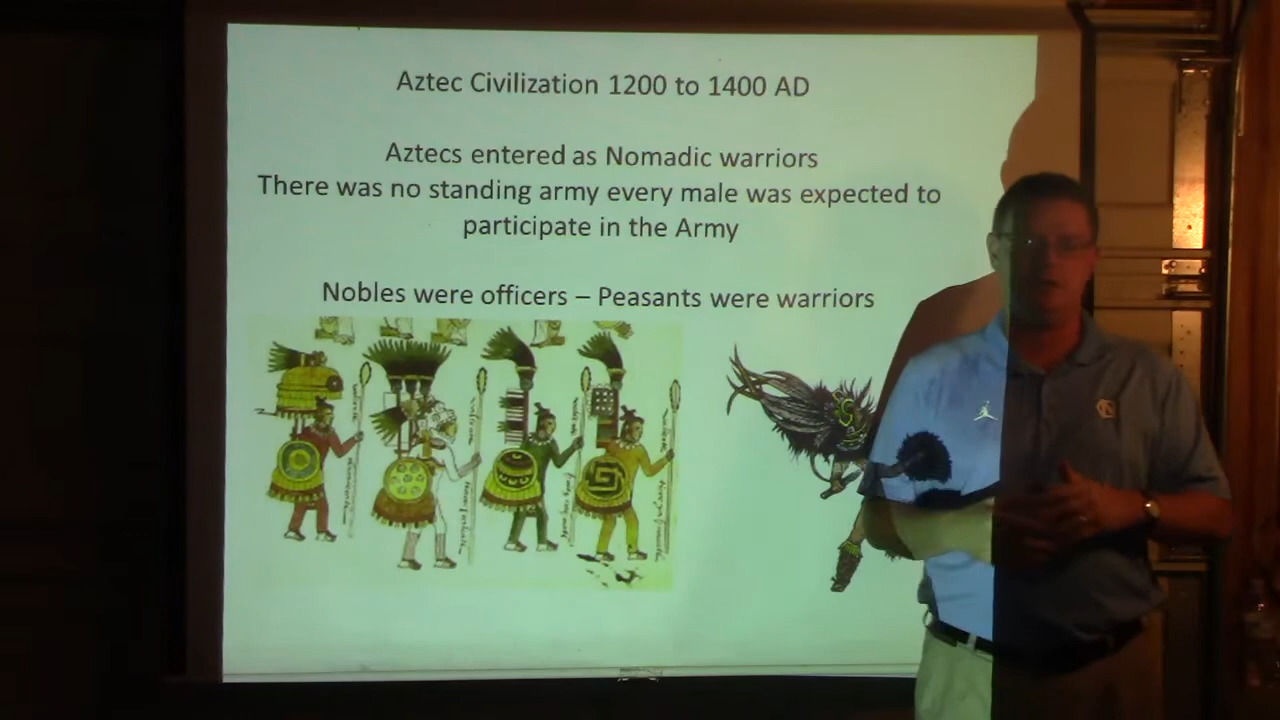 Aztec Civilization 1200 to 1400 AD
Aztecs entered as Nomadic warriors
There was no standing army every male was expected to
participate in the Army
Nobles were officers – Peasants were warriors